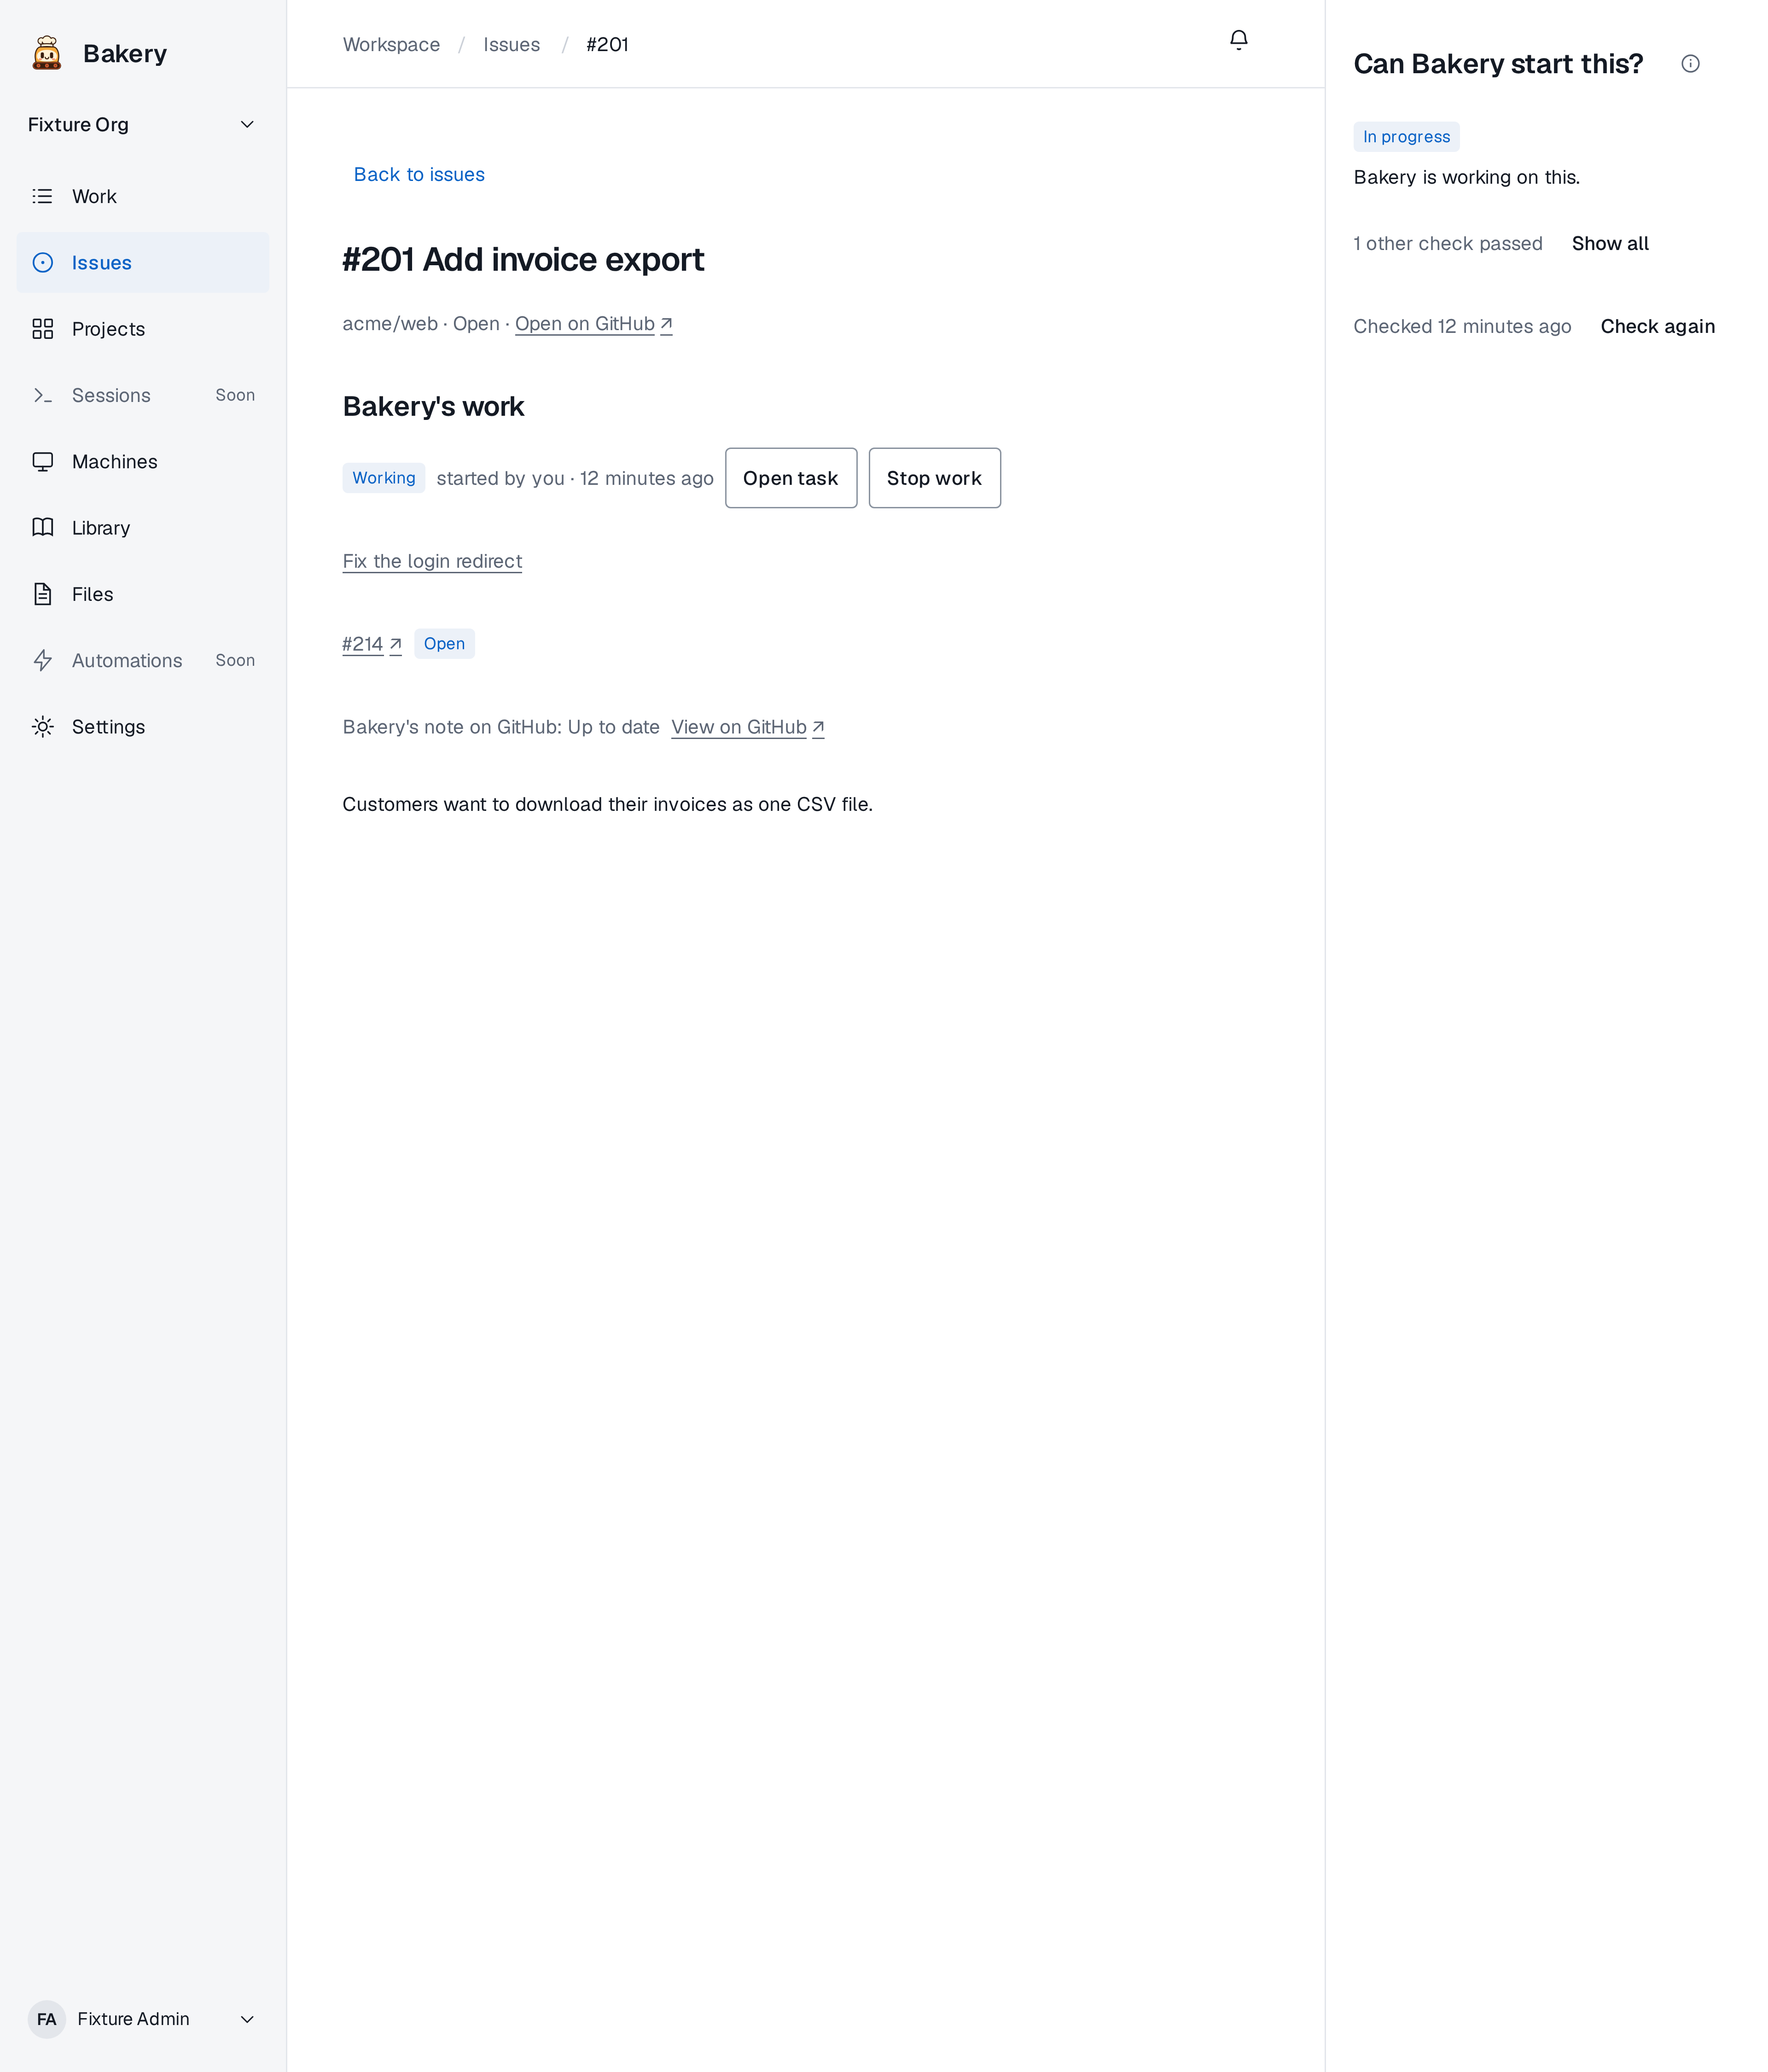 Bakery
Fixture Org
Work
Issues
Projects
Sessions Soon
Machines
Library
Files
Automations Soon
Settings
FA Fixture Admin
Workspace / Issues / #201
Back to issues
#201 Add invoice export
acme/web · Open · Open on GitHub ↗
Bakery's work
Working started by you · 12 minutes ago Open task Stop work
Fix the login redirect
#214 ↗ Open
Bakery's note on GitHub: Up to date View on GitHub ↗
Customers want to download their invoices as one CSV file.
Can Bakery start this?
In progress
Bakery is working on this.
1 other check passed Show all
Checked 12 minutes ago Check again